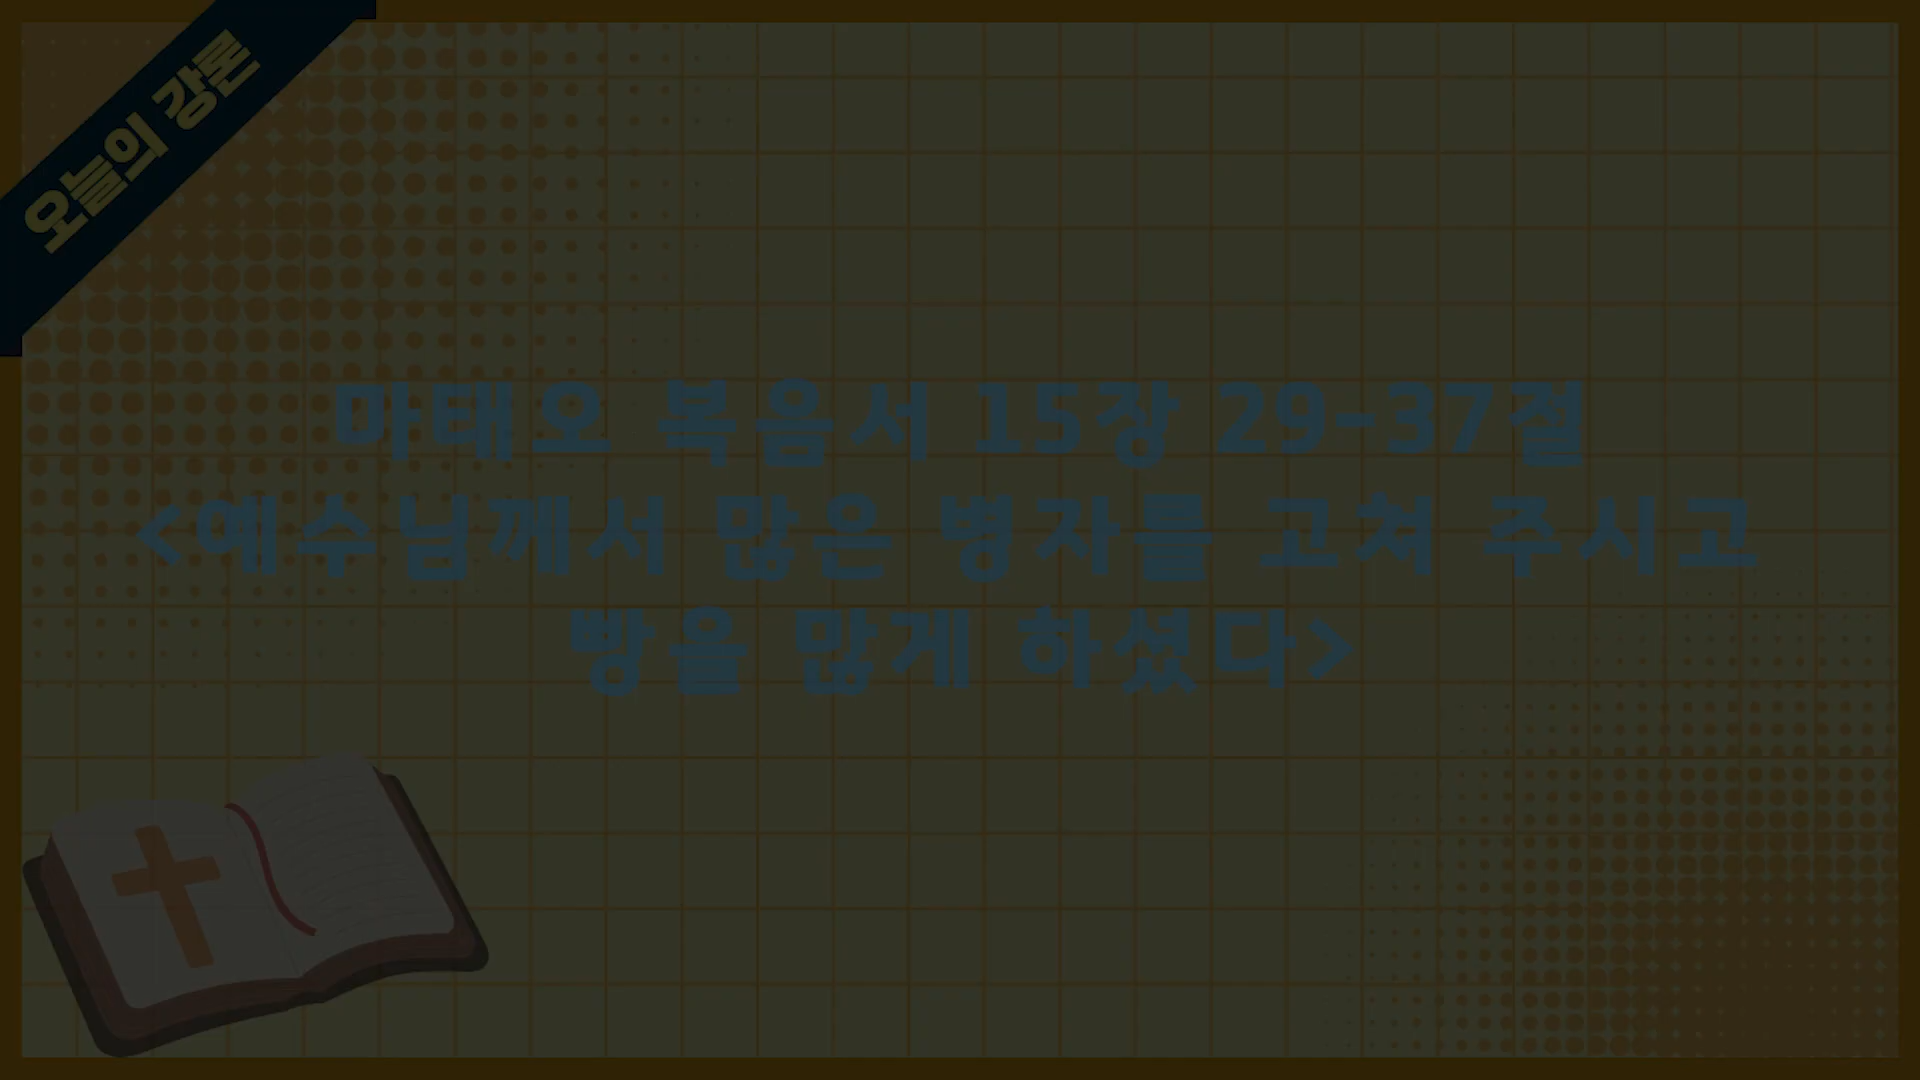 오늘의 강론
마태오 복음서 15장 29-37절
<예수님께서 많은 병자를 고쳐 주시고
빵을 많게 하셨다>